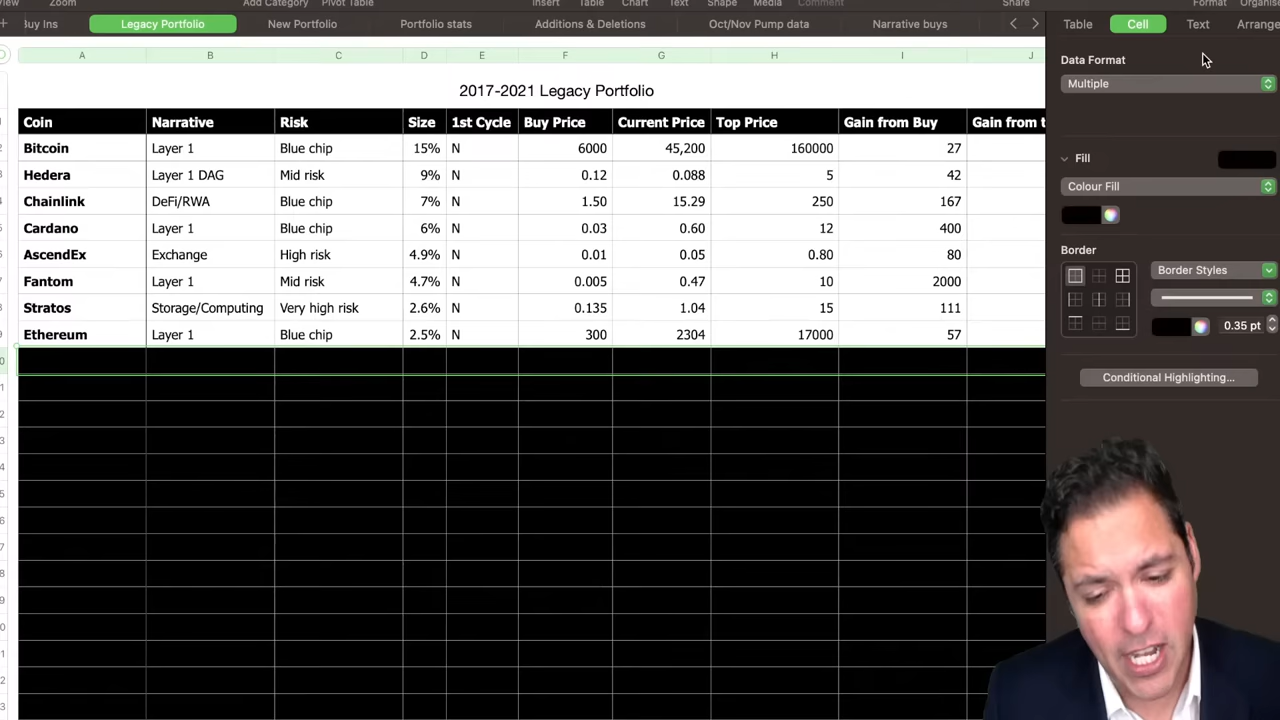 View Zoom Add Category Pivot Table Insert Table Chart Text Shape Media Comment Share Format Organise
Buy Ins Legacy Portfolio New Portfolio Portfolio stats Additions & Deletions Oct/Nov Pump data Narrative buys
Table Cell Text Arrange
A B C D E F G H I J
Data Format
Multiple
2017-2021 Legacy Portfolio
Coin Narrative Risk Size 1st Cycle Buy Price Current Price Top Price Gain from Buy Gain from t
Bitcoin Layer 1 Blue chip 15% N 6000 45,200 160000 27
Hedera Layer 1 DAG Mid risk 9% N 0.12 0.088 5 42
Chainlink DeFi/RWA Blue chip 7% N 1.50 15.29 250 167
Cardano Layer 1 Blue chip 6% N 0.03 0.60 12 400
AscendEx Exchange High risk 4.9% N 0.01 0.05 0.80 80
Fantom Layer 1 Mid risk 4.7% N 0.005 0.47 10 2000
Stratos Storage/Computing Very high risk 2.6% N 0.135 1.04 15 111
Ethereum Layer 1 Blue chip 2.5% N 300 2304 17000 57
Fill
Colour Fill
Border
Border Styles
0.35 pt
Conditional Highlighting...